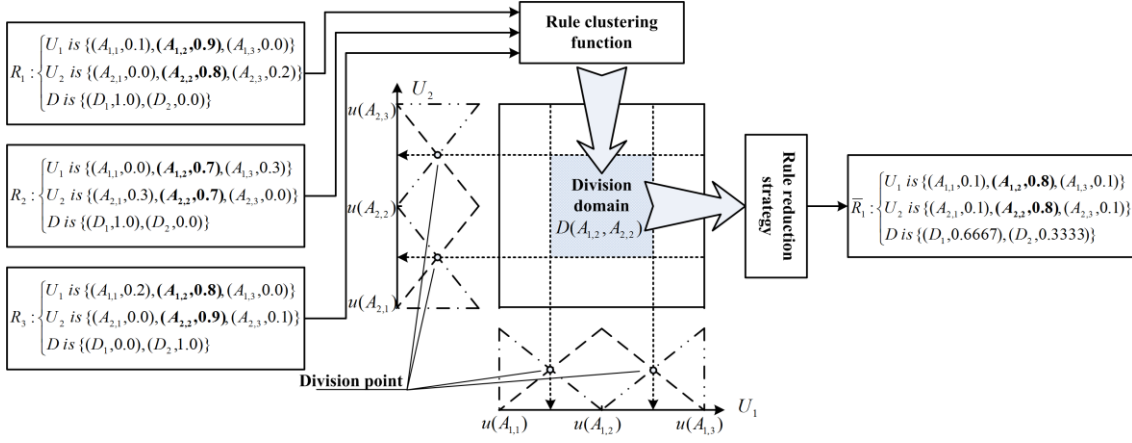 Rule clustering
function
R₁ : { U₁ is {(A₁,₁,0.1),(A₁,₂,0.9),(A₁,₃,0.0)}
U₂ is {(A₂,₁,0.0),(A₂,₂,0.8),(A₂,₃,0.2)}
D is {(D₁,1.0),(D₂,0.0)}
R₂ : { U₁ is {(A₁,₁,0.0),(A₁,₂,0.7),(A₁,₃,0.3)}
U₂ is {(A₂,₁,0.3),(A₂,₂,0.7),(A₂,₃,0.0)}
D is {(D₁,1.0),(D₂,0.0)}
R₃ : { U₁ is {(A₁,₁,0.2),(A₁,₂,0.8),(A₁,₃,0.0)}
U₂ is {(A₂,₁,0.0),(A₂,₂,0.9),(A₂,₃,0.1)}
D is {(D₁,0.0),(D₂,1.0)}
U₂
u(A₂,₃)
u(A₂,₂)
u(A₂,₁)
Division
domain
D(A₁,₂, A₂,₂)
Rule reduction
strategy
R̅₁ : { U₁ is {(A₁,₁,0.1),(A₁,₂,0.8),(A₁,₃,0.1)}
U₂ is {(A₂,₁,0.1),(A₂,₂,0.8),(A₂,₃,0.1)}
D is {(D₁,0.6667),(D₂,0.3333)}
Division point
u(A₁,₁)
u(A₁,₂)
u(A₁,₃)
U₁